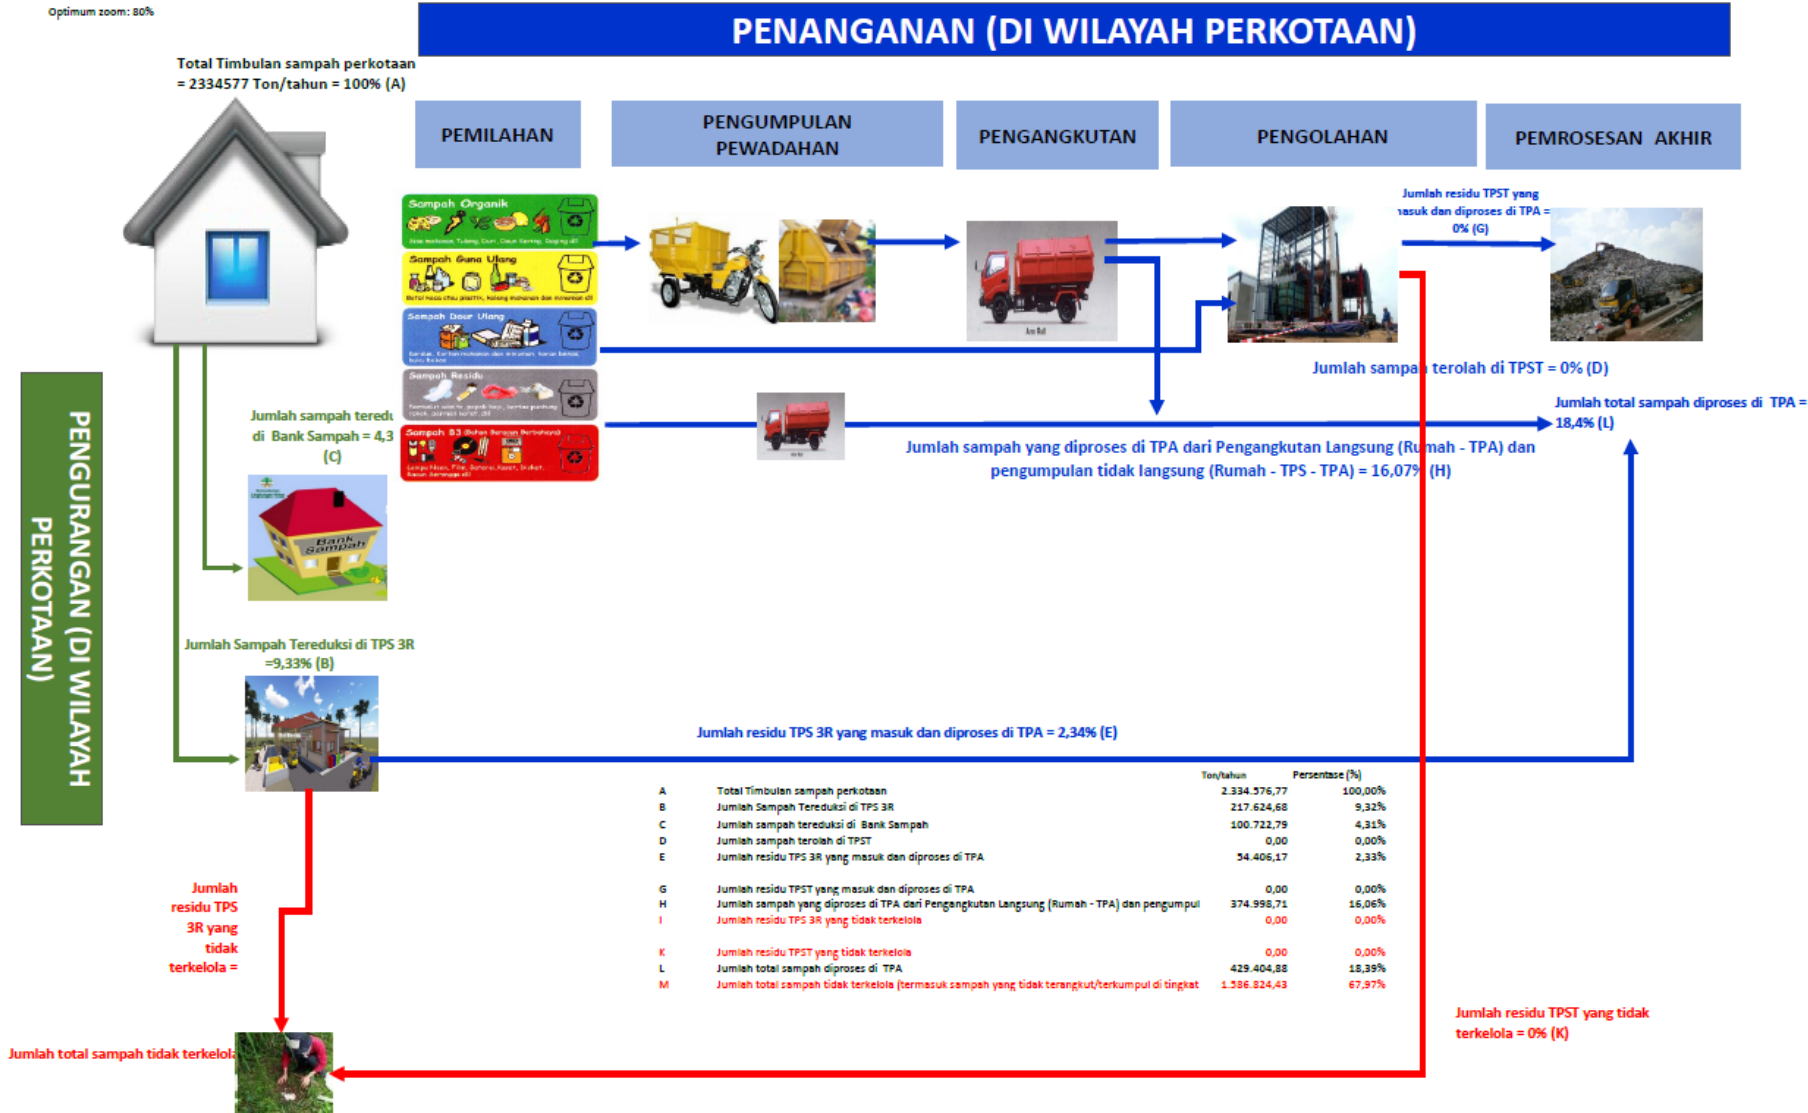 Optimum zoom: 80%
PENANGANAN (DI WILAYAH PERKOTAAN)
Total Timbulan sampah perkotaan
= 2334577 Ton/tahun = 100% (A)
PEMILAHAN
PENGUMPULAN
PEWADAHAN
PENGANGKUTAN
PENGOLAHAN
PEMROSESAN AKHIR
Sampah Organik
Sampah Guna Ulang
Botol kaca atau plastik, kaleng makanan dan minuman dll
Sampah Daur Ulang
Sampah Residu
Sampah B3 (Bahan Beracun Berbahaya)
Jumlah residu TPST yang
masuk dan diproses di TPA =
0% (G)
Jumlah sampah terolah di TPST = 0% (D)
Jumlah total sampah diproses di TPA =
18,4% (L)
Jumlah sampah yang diproses di TPA dari Pengangkutan Langsung (Rumah - TPA) dan
pengumpulan tidak langsung (Rumah - TPS - TPA) = 16,07% (H)
PENGURANGAN (DI WILAYAH
PERKOTAAN)
Jumlah sampah teredu
di Bank Sampah = 4,3
(C)
Bank
Sampah
Jumlah Sampah Tereduksi di TPS 3R
=9,33% (B)
Jumlah residu TPS 3R yang masuk dan diproses di TPA = 2,34% (E)
Ton/tahun Persentase (%)
A Total Timbulan sampah perkotaan 2.334.576,77 100,00%
B Jumlah Sampah Tereduksi di TPS 3R 217.624,68 9,32%
C Jumlah sampah tereduksi di Bank Sampah 100.722,79 4,31%
D Jumlah sampah terolah di TPST 0,00 0,00%
E Jumlah residu TPS 3R yang masuk dan diproses di TPA 54.406,17 2,33%
G Jumlah residu TPST yang masuk dan diproses di TPA 0,00 0,00%
H Jumlah sampah yang diproses di TPA dari Pengangkutan Langsung (Rumah - TPA) dan pengumpul 374.998,71 16,06%
I Jumlah residu TPS 3R yang tidak terkelola 0,00 0,00%
K Jumlah residu TPST yang tidak terkelola 0,00 0,00%
L Jumlah total sampah diproses di TPA 429.404,88 18,39%
M Jumlah total sampah tidak terkelola (termasuk sampah yang tidak terangkut/terkumpul di tingkat 1.586.824,43 67,97%
Jumlah
residu TPS
3R yang
tidak
terkelola =
Jumlah total sampah tidak terkelola
Jumlah residu TPST yang tidak
terkelola = 0% (K)